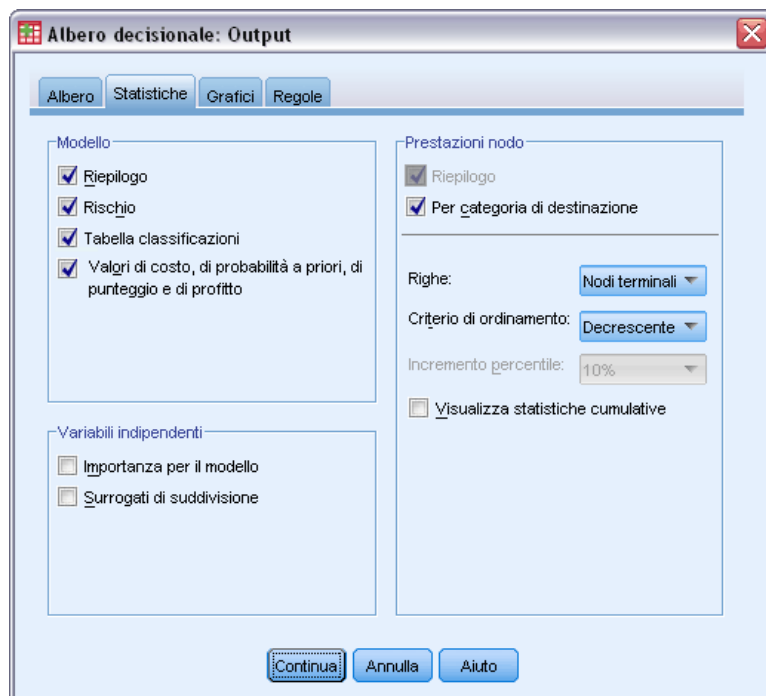 Albero decisionale: Output
Albero Statistiche Grafici Regole
Modello
Riepilogo
Rischio
Tabella classificazioni
Valori di costo, di probabilità a priori, di
punteggio e di profitto
Variabili indipendenti
Importanza per il modello
Surrogati di suddivisione
Prestazioni nodo
Riepilogo
Per categoria di destinazione
Righe: Nodi terminali
Criterio di ordinamento: Decrescente
Incremento percentile: 10%
Visualizza statistiche cumulative
Continua Annulla Aiuto